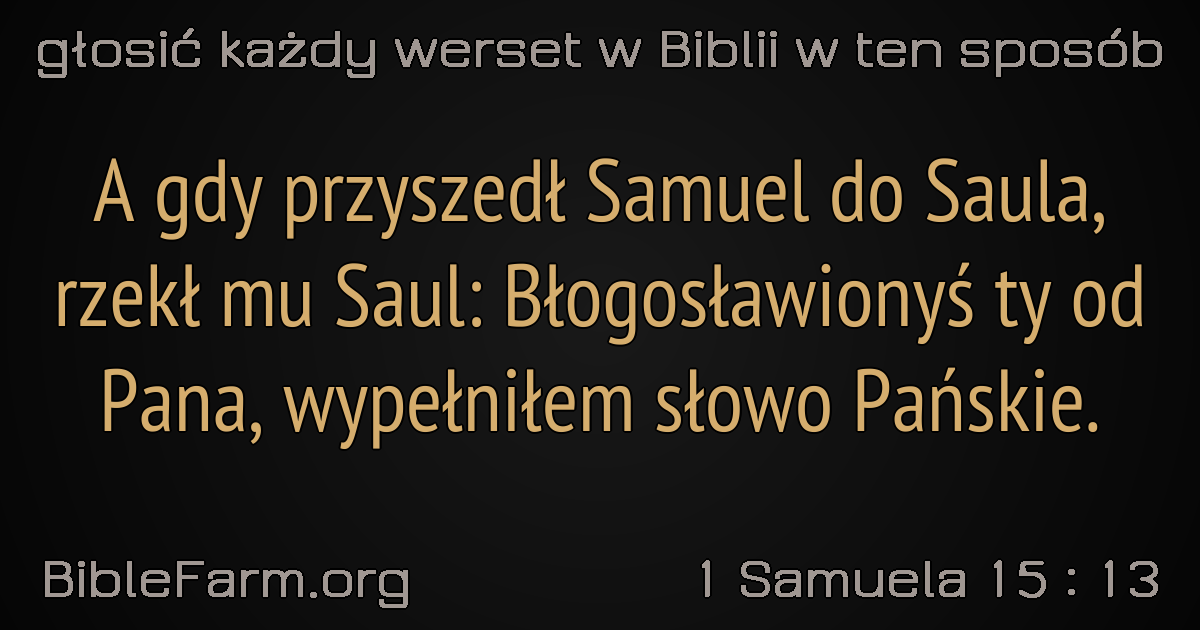 głosić każdy werset w Biblii w ten sposób
A gdy przyszedł Samuel do Saula,
rzekł mu Saul: Błogosławionyś ty od
Pana, wypełniłem słowo Pańskie.
BibleFarm.org
1 Samuela 15 : 13